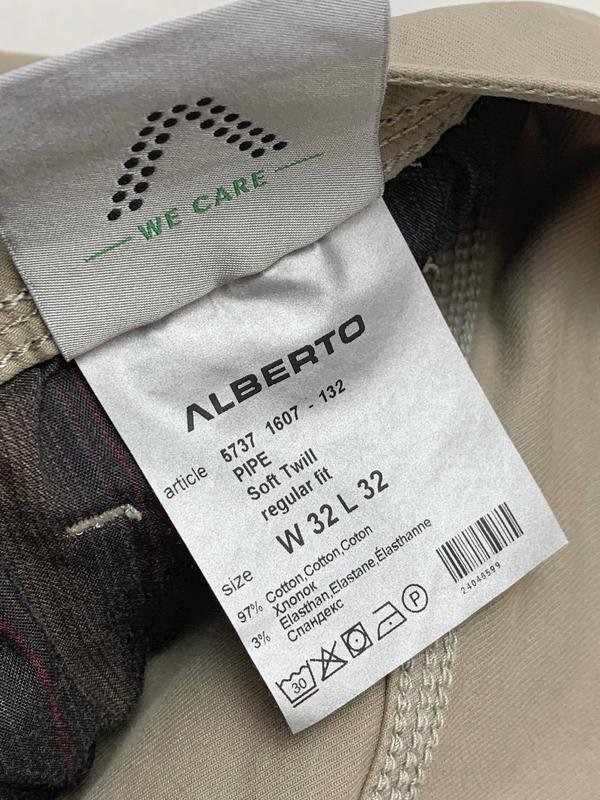 WE CARE
ALBERTO
article 5737 1607 - 132
PIPE
Soft Twill
regular fit
size W 32 L 32
97% Cotton,Cotton,Coton
Хлопок
3% Elasthan,Elastane,Élasthanne
Спандекс
24048599
30 P